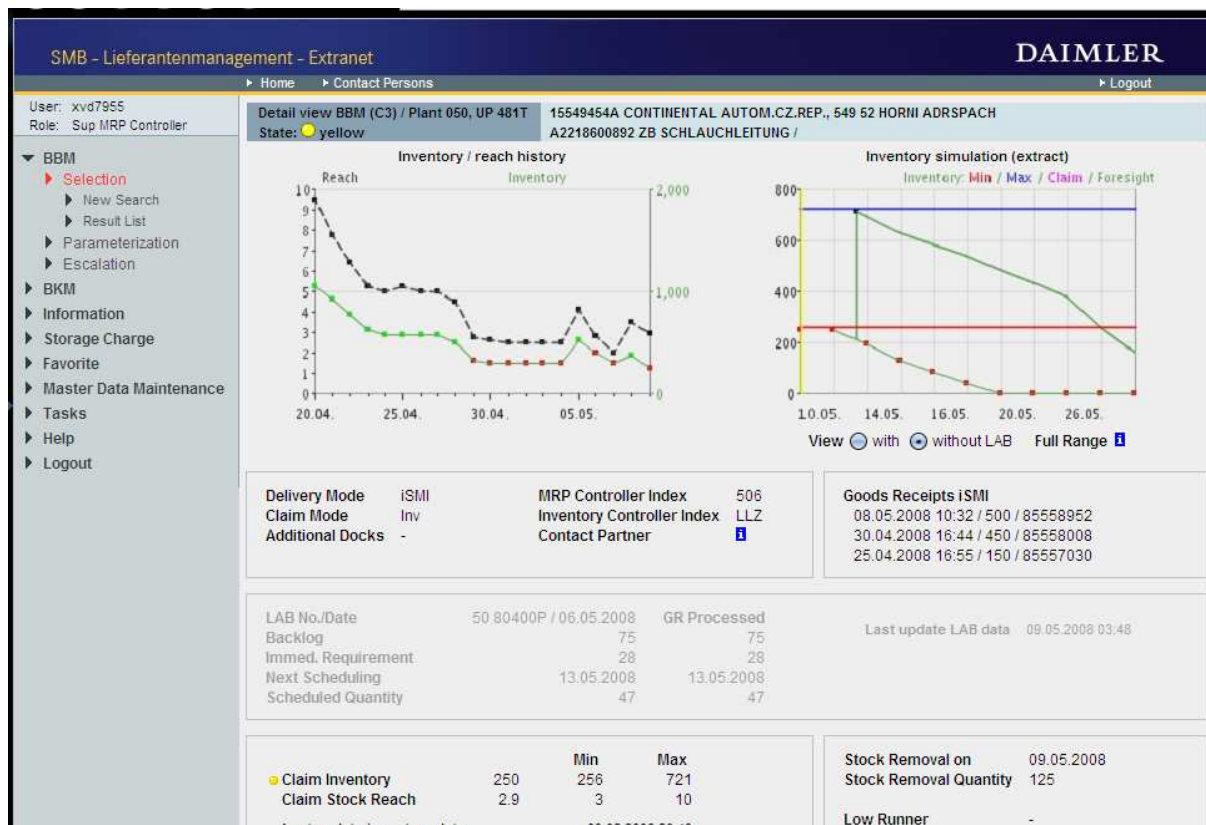 SMB - Lieferantenmanagement - Extranet
DAIMLER
Home Contact Persons Logout
User: xvd7955
Role: Sup MRP Controller
BBM
Selection
New Search
Result List
Parameterization
Escalation
BKM
Information
Storage Charge
Favorite
Master Data Maintenance
Tasks
Help
Logout
Detail view BBM (C3) / Plant 050, UP 481T
State: yellow
15549454A CONTINENTAL AUTOM.CZ.REP., 549 52 HORNI ADRSPACH
A2218600892 ZB SCHLAUCHLEITUNG /
Inventory / reach history
Reach Inventory
10 2,000
9
8
7
6
5 1,000
4
3
2
1
0 0
20.04. 25.04. 30.04. 05.05.
Inventory simulation (extract)
Inventory: Min / Max / Claim / Foresight
800
600
400
200
0
10.05. 14.05. 16.05. 20.05. 26.05.
View with without LAB Full Range i
Delivery Mode iSMI MRP Controller Index 506
Claim Mode Inv Inventory Controller Index LLZ
Additional Docks - Contact Partner i
Goods Receipts iSMI
08.05.2008 10:32 / 500 / 85558952
30.04.2008 16:44 / 450 / 85558008
25.04.2008 16:55 / 150 / 85557030
LAB No./Date 50 80400P / 06.05.2008 GR Processed
Backlog 75 75
Immed. Requirement 28 28
Next Scheduling 13.05.2008 13.05.2008
Scheduled Quantity 47 47
Last update LAB data 09.05.2008 03:48
Min Max
Claim Inventory 250 256 721
Claim Stock Reach 2.9 3 10
Stock Removal on 09.05.2008
Stock Removal Quantity 125
Low Runner -